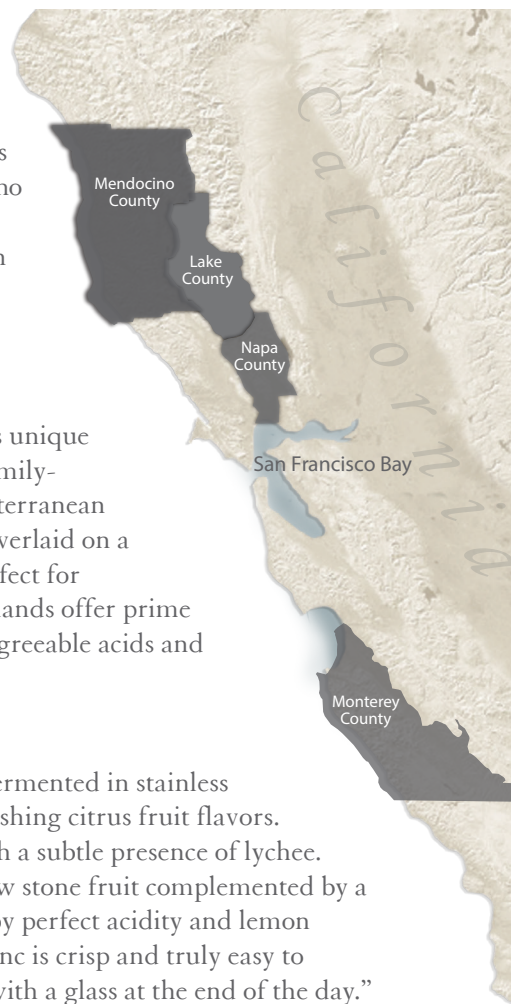 s
no
n
s unique
mily-
terranean
verlaid on a
fect for
lands offer prime
greeable acids and
ermented in stainless
shing citrus fruit flavors.
h a subtle presence of lychee.
w stone fruit complemented by a
by perfect acidity and lemon
nc is crisp and truly easy to
with a glass at the end of the day.”
California
Mendocino
County
Lake
County
Napa
County
San Francisco Bay
Monterey
County